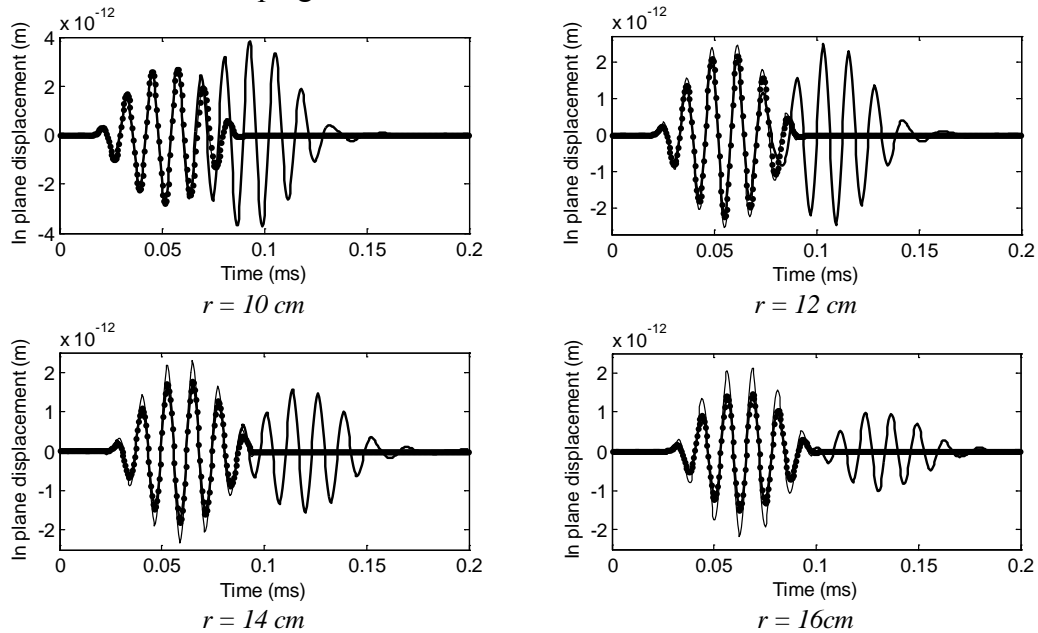 x 10-12
In plane displacement (m)
4
2
0
-2
-4
0 0.05 0.1 0.15 0.2
Time (ms)
r = 10 cm
x 10-12
In plane displacement (m)
2
1
0
-1
-2
0 0.05 0.1 0.15 0.2
Time (ms)
r = 12 cm
x 10-12
In plane displacement (m)
2
1
0
-1
-2
0 0.05 0.1 0.15 0.2
Time (ms)
r = 14 cm
x 10-12
In plane displacement (m)
2
1
0
-1
-2
0 0.05 0.1 0.15 0.2
Time (ms)
r = 16cm